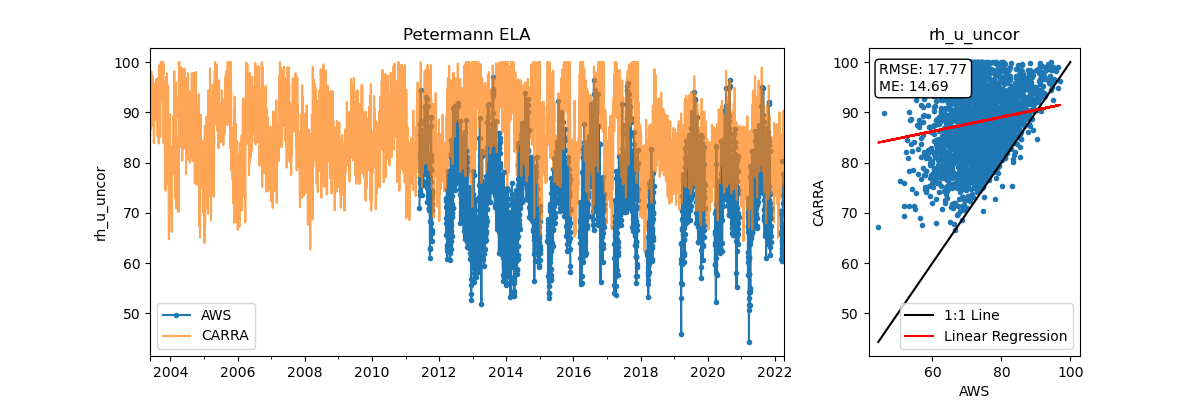 Petermann ELA
rh_u_uncor
100
90
80
70
60
50
rh_u_uncor
AWS
CARRA
2004
2006
2008
2010
2012
2014
2016
2018
2020
2022
rh_u_uncor
RMSE: 17.77
ME: 14.69
100
90
80
70
60
50
CARRA
1:1 Line
Linear Regression
60
80
100
AWS